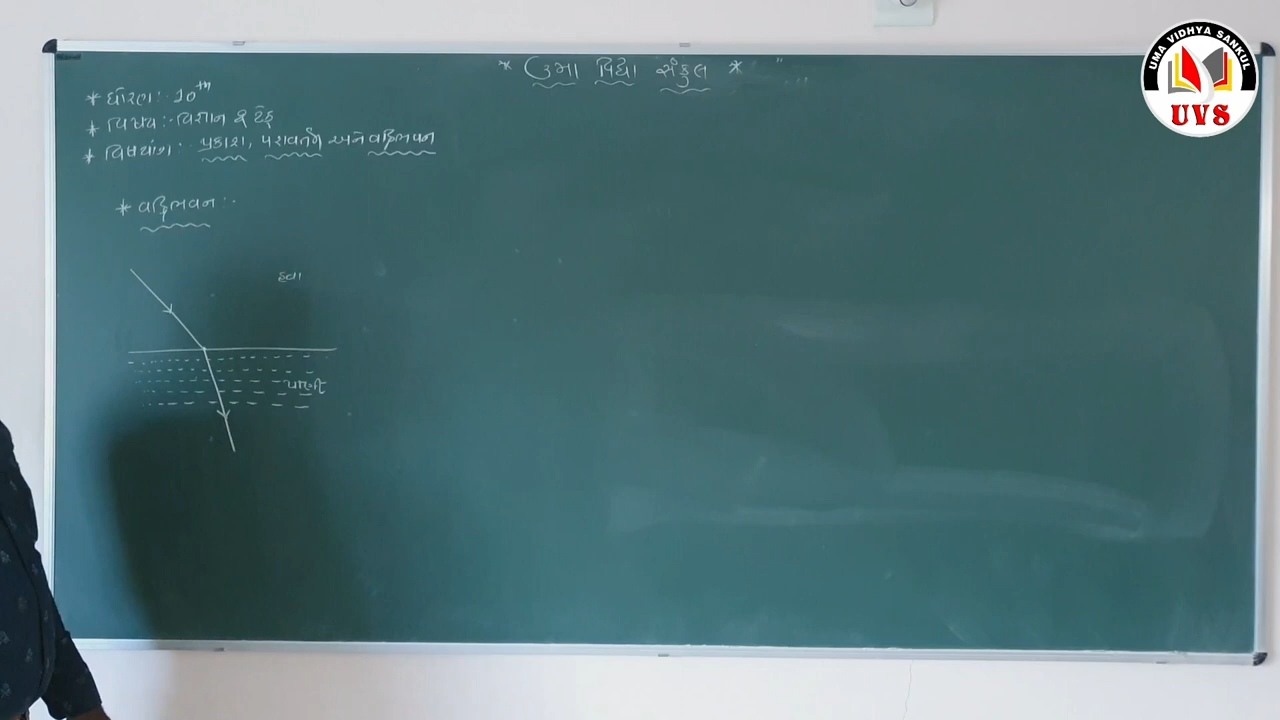 * ઉમા વિદ્યા સંકુલ *
* ધોરણ :- 10th
* વિષય :- વિજ્ઞાન
* વિષયાંગ :- પ્રકાશ, પરાવર્તન અને વક્રીભવન
* વક્રીભવન :-
હવા
પાણી
UMA VIDHYA SANKUL
UVS